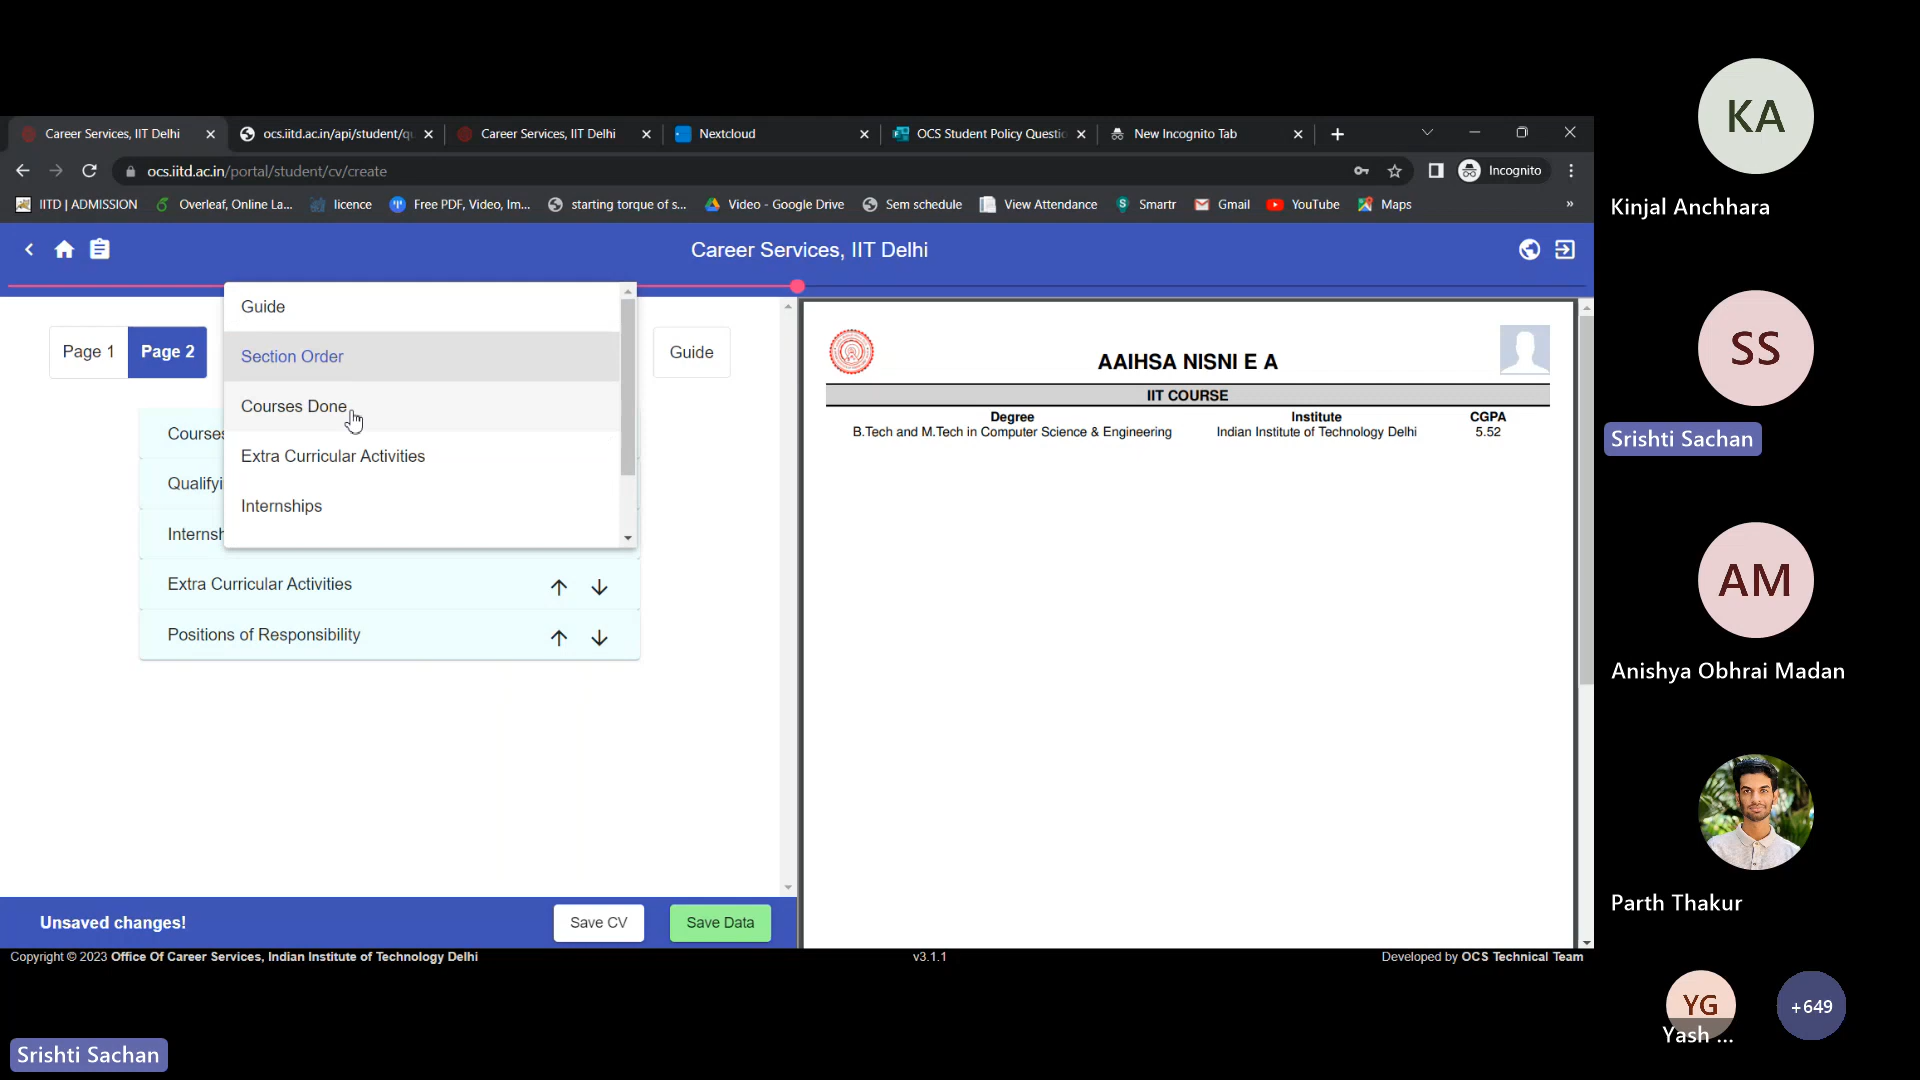 Career Services, IIT Delhi
ocs.iitd.ac.in/api/student/qu
Career Services, IIT Delhi
Nextcloud
OCS Student Policy Questio
New Incognito Tab
ocs.iitd.ac.in/portal/student/cv/create
Incognito
IITD | ADMISSION
Overleaf, Online La...
licence
Free PDF, Video, Im...
starting torque of s...
Video - Google Drive
Sem schedule
View Attendance
Smartr
Gmail
YouTube
Maps
»
Career Services, IIT Delhi
Page 1
Page 2
Guide
Guide
Section Order
Courses Done
Extra Curricular Activities
Internships
Courses
Qualifyi
Internsh
Extra Curricular Activities
Positions of Responsibility
AAIHSA NISNI E A
IIT COURSE
Degree Institute CGPA
B.Tech and M.Tech in Computer Science & Engineering Indian Institute of Technology Delhi 5.52
Unsaved changes!
Save CV
Save Data
Copyright © 2023 Office Of Career Services, Indian Institute of Technology Delhi
v3.1.1
Developed by OCS Technical Team
KA
Kinjal Anchhara
SS
Srishti Sachan
AM
Anishya Obhrai Madan
Parth Thakur
YG
Yash ...
+649
Srishti Sachan